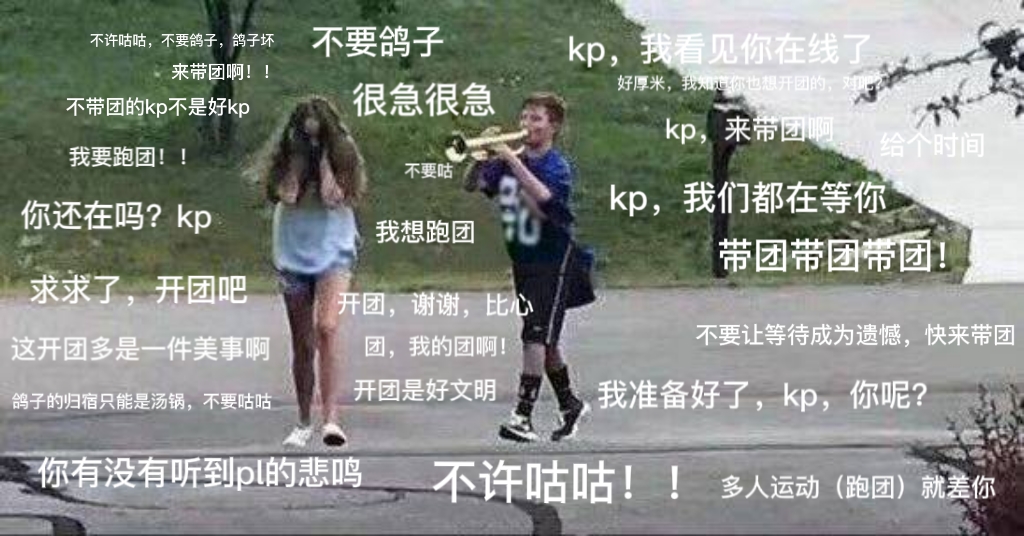 不许咕咕，不要鸽子，鸽子坏
来带团啊！！
不带团的kp不是好kp
我要跑团！！
你还在吗？kp
求求了，开团吧
这开团多是一件美事啊
鸽子的归宿只能是汤锅，不要咕咕
你有没有听到pl的悲鸣
不要鸽子
很急很急
不要咕
我想跑团
开团，谢谢，比心
团，我的团啊！
开团是好文明
不许咕咕！！
kp，我看见你在线了
好厚米，我知道你也想开团的，对吧？
kp，来带团啊
给个时间
kp，我们都在等你
带团带团带团！
不要让等待成为遗憾，快来带团
我准备好了，kp，你呢？
多人运动（跑团）就差你